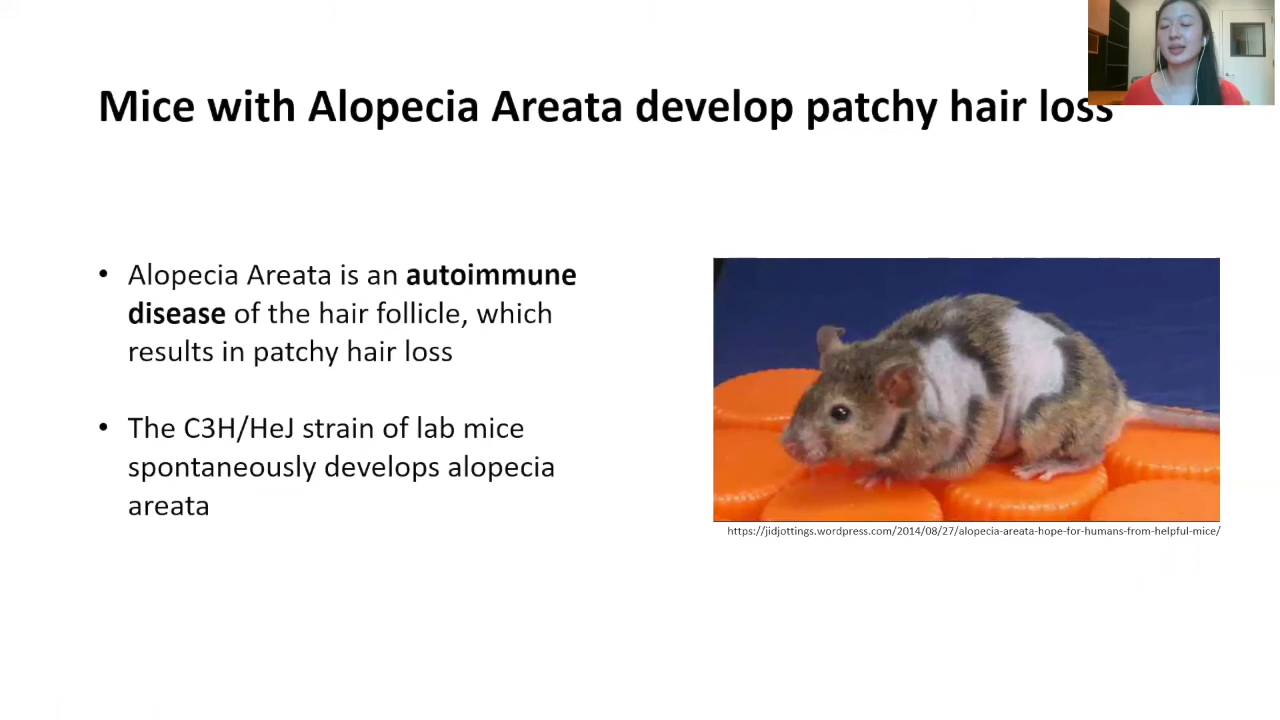 Mice with Alopecia Areata develop patchy hair loss
• Alopecia Areata is an autoimmune
disease of the hair follicle, which
results in patchy hair loss
• The C3H/HeJ strain of lab mice
spontaneously develops alopecia
areata
https://jidjottings.wordpress.com/2014/08/27/alopecia-areata-hope-for-humans-from-helpful-mice/